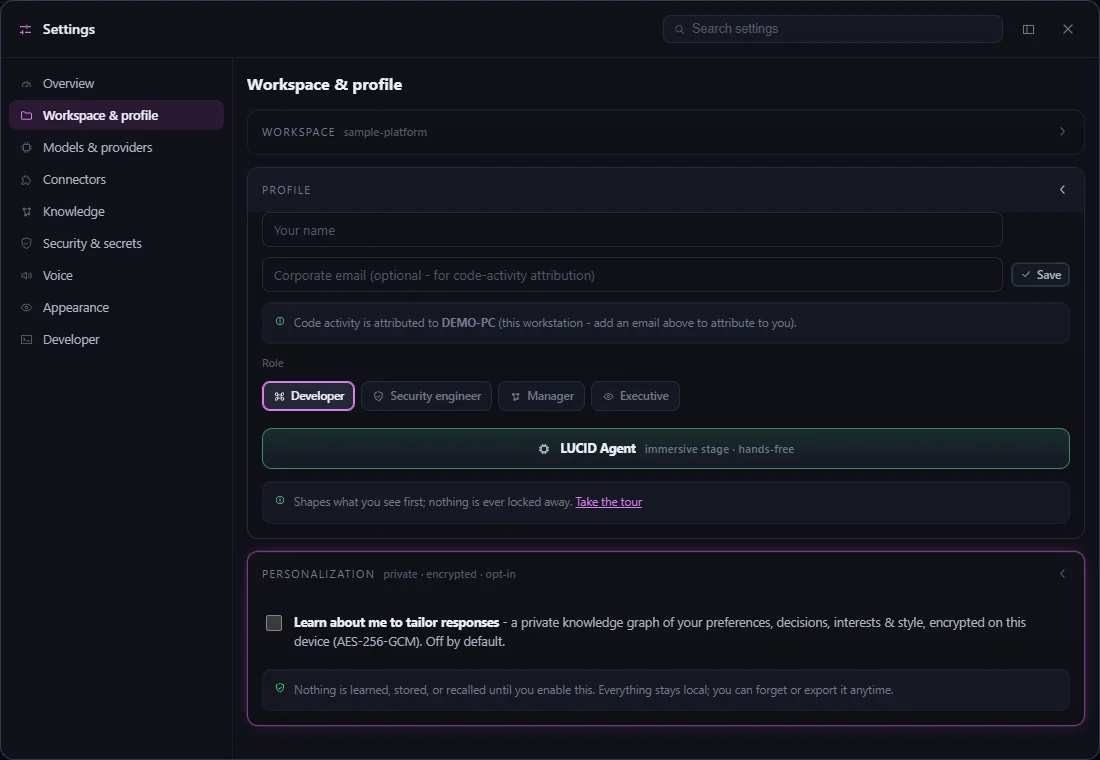 Settings
Search settings
Overview
Workspace & profile
Models & providers
Connectors
Knowledge
Security & secrets
Voice
Appearance
Developer
Workspace & profile
WORKSPACE sample-platform
PROFILE
Your name
Corporate email (optional - for code-activity attribution)
Save
Code activity is attributed to DEMO-PC (this workstation - add an email above to attribute to you).
Role
Developer Security engineer Manager Executive
LUCID Agent immersive stage · hands-free
Shapes what you see first; nothing is ever locked away. Take the tour
PERSONALIZATION private · encrypted · opt-in
Learn about me to tailor responses - a private knowledge graph of your preferences, decisions, interests & style, encrypted on this
device (AES-256-GCM). Off by default.
Nothing is learned, stored, or recalled until you enable this. Everything stays local; you can forget or export it anytime.